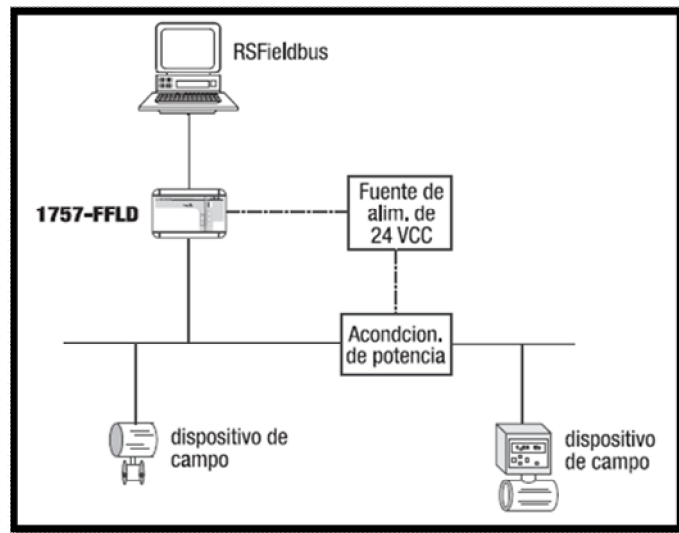 RSFieldbus
1757-FFLD
Fuente de
alim. de
24 VCC
Acondcion.
de potencia
dispositivo de
campo
dispositivo
de campo